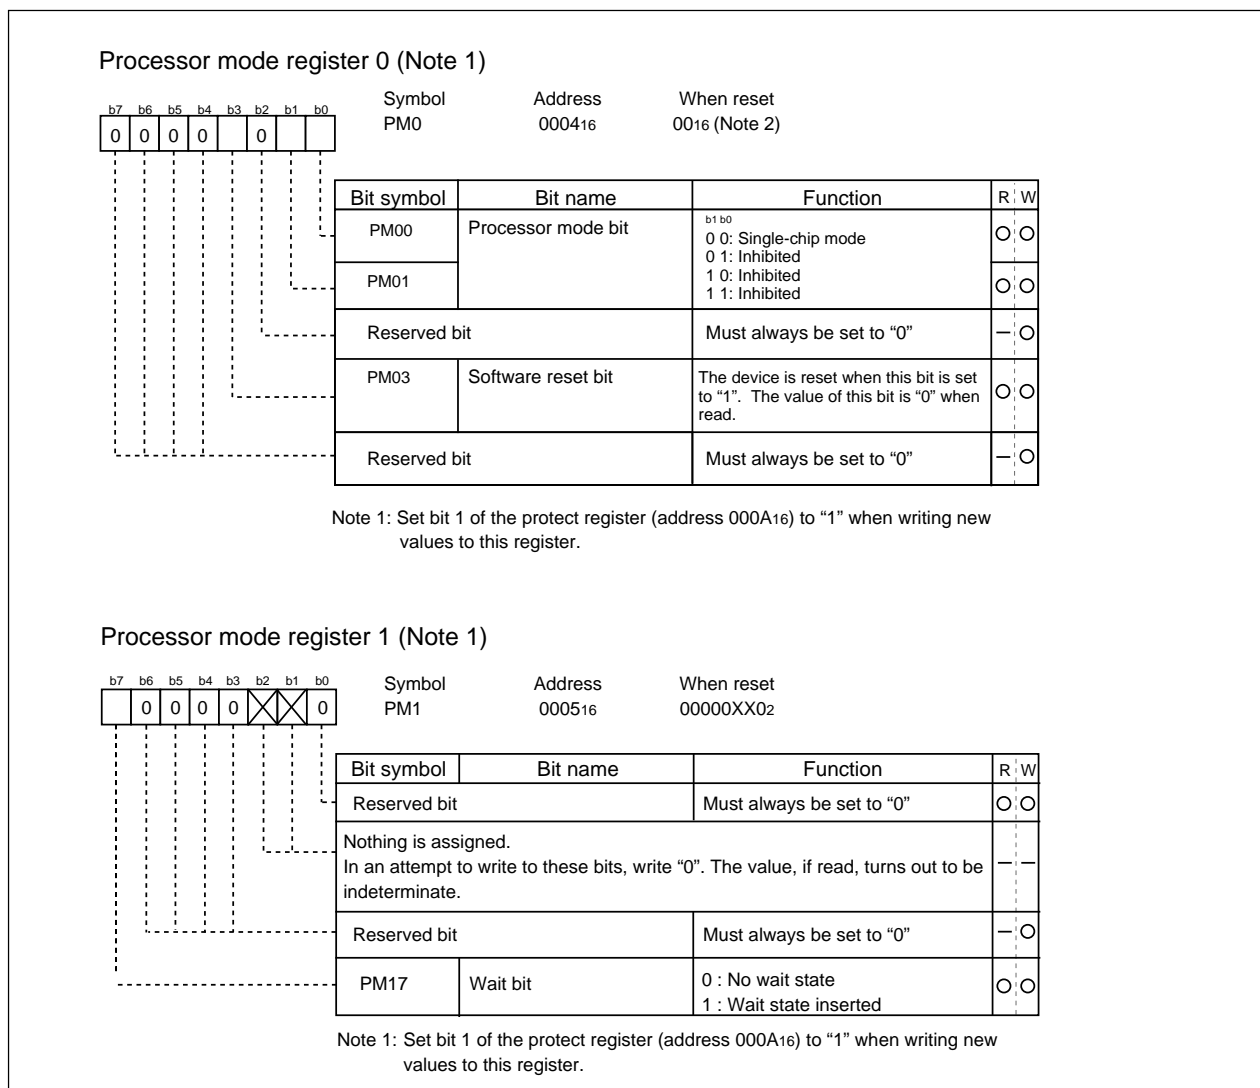 Processor mode register 0 (Note 1)
Symbol Address When reset
b7 b6 b5 b4 b3 b2 b1 b0
PM0 000416 0016 (Note 2)
0 0 0 0 0
Bit symbol Bit name Function R W
PM00 Processor mode bit b1 b0
0 0: Single-chip mode
0 1: Inhibited
PM01 1 0: Inhibited
1 1: Inhibited
Reserved bit Must always be set to “0” –
PM03 Software reset bit The device is reset when this bit is set
to “1”. The value of this bit is “0” when
read.
Reserved bit Must always be set to “0” –
Note 1: Set bit 1 of the protect register (address 000A16) to “1” when writing new
values to this register.
Processor mode register 1 (Note 1)
b7 b6 b5 b4 b3 b2 b1 b0 Symbol Address When reset
0 0 0 0 0 PM1 000516 00000XX02
Bit symbol Bit name Function R W
Reserved bit Must always be set to “0”
Nothing is assigned.
In an attempt to write to these bits, write “0”. The value, if read, turns out to be – –
indeterminate.
Reserved bit Must always be set to “0” –
PM17 Wait bit 0 : No wait state
1 : Wait state inserted
Note 1: Set bit 1 of the protect register (address 000A16) to “1” when writing new
values to this register.